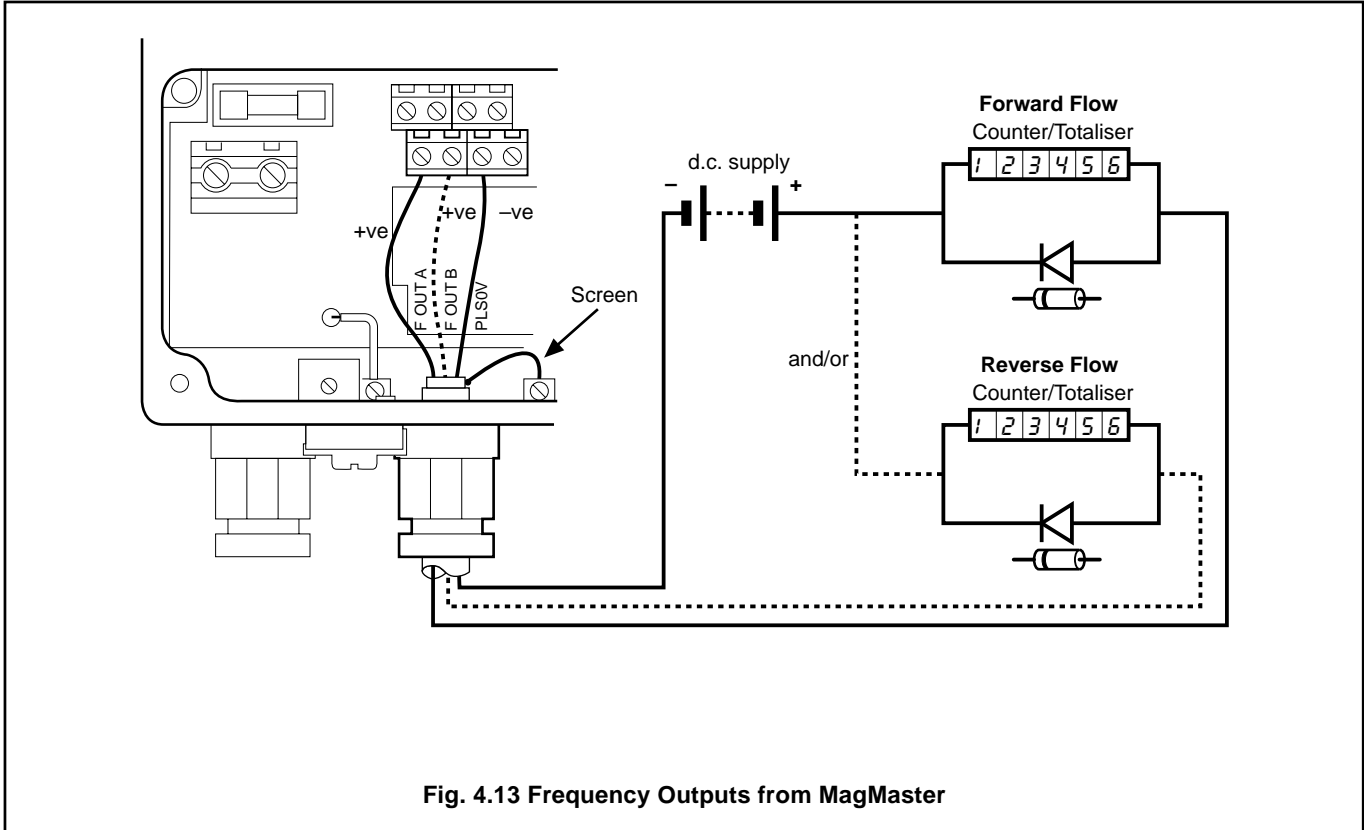 +ve
+ve
–ve
F OUT A
F OUT B
PLS0V
Screen
– d.c. supply +
and/or
Forward Flow
Counter/Totaliser
1 2 3 4 5 6
Reverse Flow
Counter/Totaliser
1 2 3 4 5 6
Fig. 4.13 Frequency Outputs from MagMaster